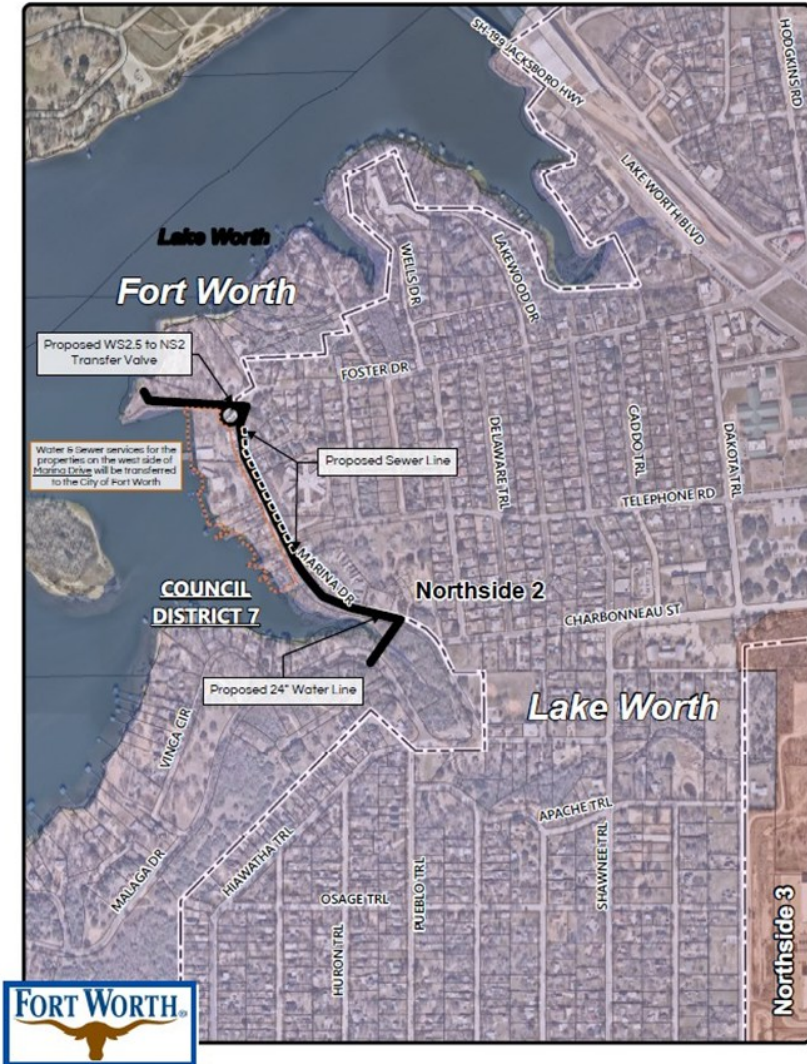 SH-199 JACKSBORO HWY
HODGKINS RD
LAKE WORTH BLVD
Lake Worth
Fort Worth
WELLS DR
LAKEWOOD DR
Proposed WS2.5 to NS2
Transfer Valve
FOSTER DR
Water & Sewer services for the
properties on the west side of
Marina Drive will be transferred
to the City of Fort Worth
Proposed Sewer Line
DELAWARE TRL
CADDO TRL
DAKOTA TRL
TELEPHONE RD
MARINA DR
COUNCIL
DISTRICT 7
Northside 2
CHARBONNEAU ST
Proposed 24" Water Line
Lake Worth
VINCA CIR
MALAGA DR
HIAWATHA TRL
APACHE TRL
OSAGE TRL
HURON TRL
PUEBLO TRL
SHAWNEE TRL
Northside 3
FORT WORTH®